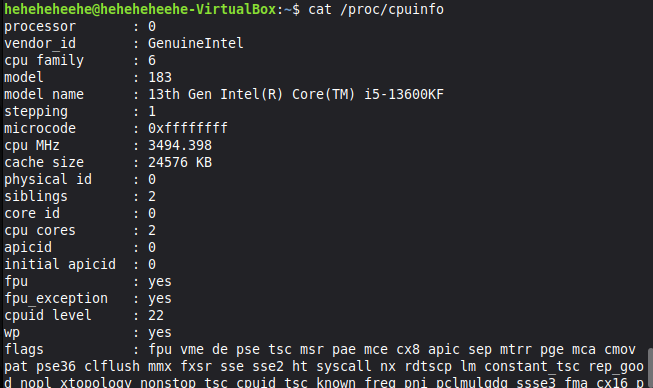 heheheheehe@heheheheehe-VirtualBox:~$ cat /proc/cpuinfo
processor : 0
vendor_id : GenuineIntel
cpu family : 6
model : 183
model name : 13th Gen Intel(R) Core(TM) i5-13600KF
stepping : 1
microcode : 0xffffffff
cpu MHz : 3494.398
cache size : 24576 KB
physical id : 0
siblings : 2
core id : 0
cpu cores : 2
apicid : 0
initial apicid : 0
fpu : yes
fpu_exception : yes
cpuid level : 22
wp : yes
flags : fpu vme de pse tsc msr pae mce cx8 apic sep mtrr pge mca cmov
pat pse36 clflush mmx fxsr sse sse2 ht syscall nx rdtscp lm constant_tsc rep_goo
d nopl xtopology nonstop_tsc cpuid tsc_known_freq pni pclmulqdq ssse3 fma cx16 p